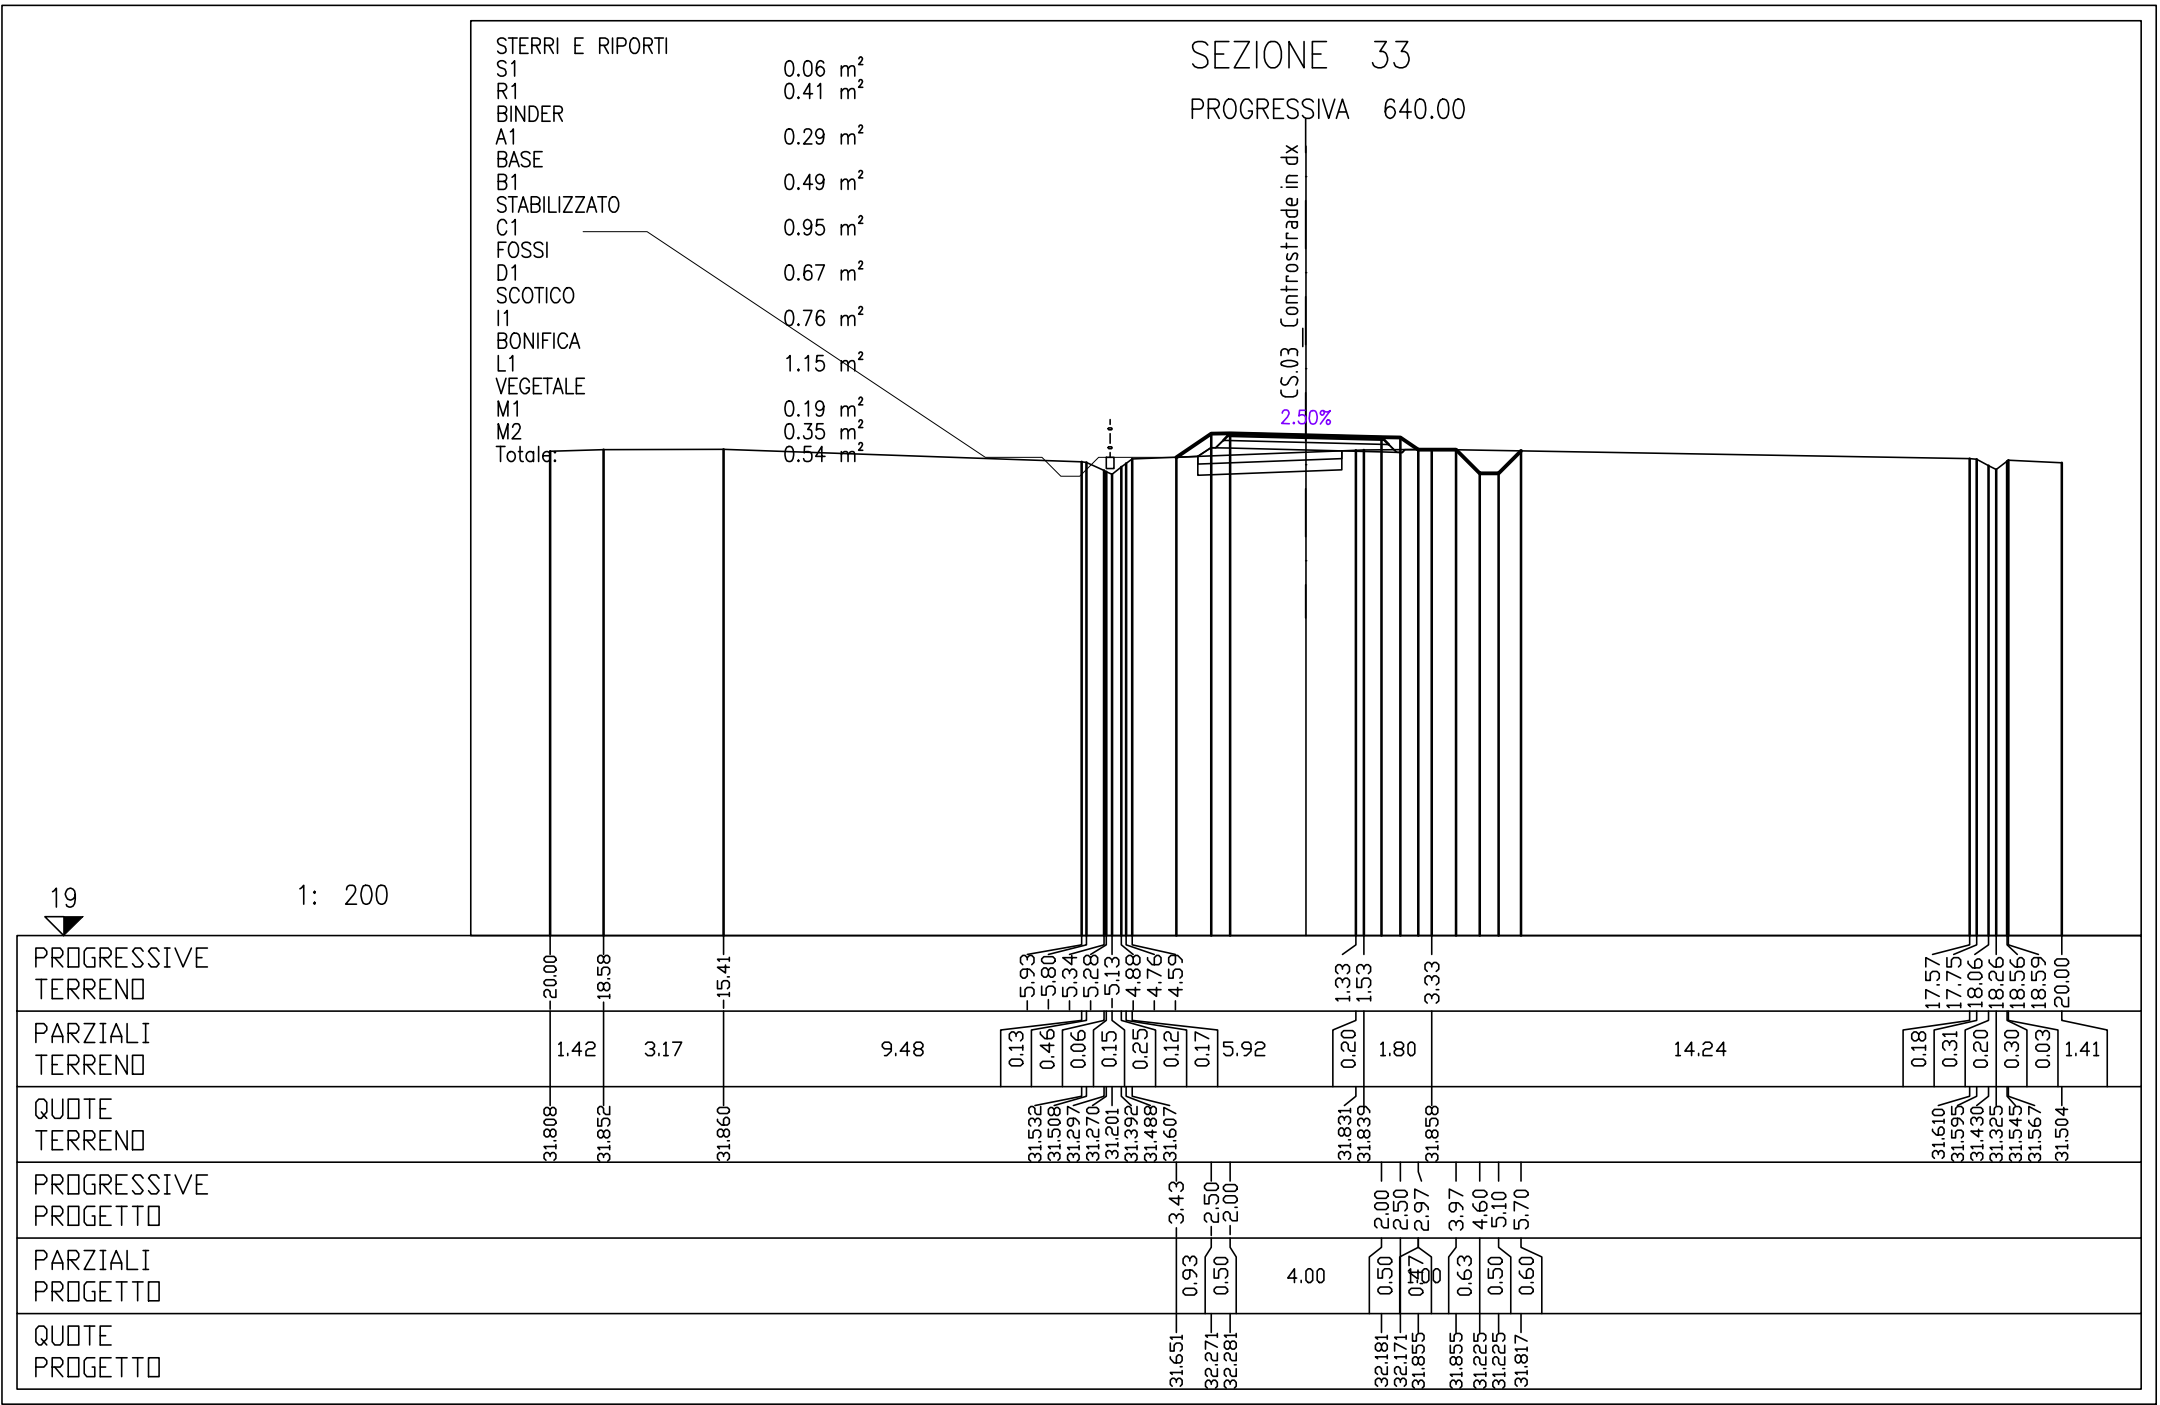 STERRI E RIPORTI
S1 0.06 m²
R1 0.41 m²
BINDER
A1 0.29 m²
BASE
B1 0.49 m²
STABILIZZATO
C1 0.95 m²
FOSSI
D1 0.67 m²
SCOTICO
I1 0.76 m²
BONIFICA
L1 1.15 m²
VEGETALE
M1 0.19 m²
M2 0.35 m²
Totale: 0.54 m²
SEZIONE 33
PROGRESSIVA 640.00
CS.03 _ Controstrade in dx
2.50%
19
1: 200
PROGRESSIVE
TERRENO
-20.00 -18.58 -15.41 -5.93 -5.80 -5.34 -5.28 -5.13 -4.88 -4.76 -4.59 1.33 1.53 3.33 17.57 17.75 18.06 18.26 18.56 18.59 20.00
PARZIALI
TERRENO
1.42 3.17 9.48 0.13 0.46 0.06 0.15 0.25 0.12 0.17 5.92 0.20 1.80 14.24 0.18 0.31 0.20 0.30 0.03 1.41
QUOTE
TERRENO
31.808 31.852 31.860 31.532 31.508 31.297 31.270 31.201 31.392 31.488 31.607 31.831 31.839 31.858 31.610 31.595 31.430 31.325 31.545 31.567 31.504
PROGRESSIVE
PROGETTO
-3.43 -2.50 -2.00 2.00 2.50 2.97 3.97 4.60 5.10 5.70
PARZIALI
PROGETTO
0.93 0.50 4.00 0.50 0.47 1.00 0.63 0.50 0.60
QUOTE
PROGETTO
31.651 32.271 32.281 32.181 32.171 31.855 31.855 31.225 31.225 31.817